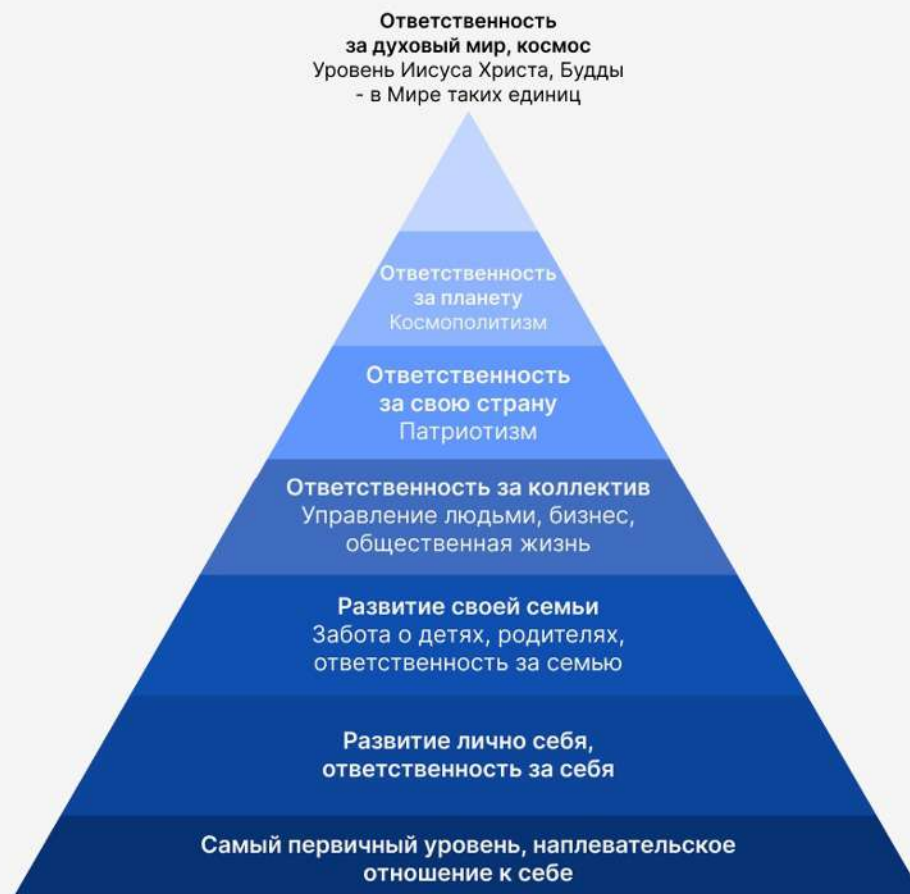 Ответственность
за духовый мир, космос
Уровень Иисуса Христа, Будды
- в Мире таких единиц
Ответственность
за планету
Космополитизм
Ответственность
за свою страну
Патриотизм
Ответственность за коллектив
Управление людьми, бизнес,
общественная жизнь
Развитие своей семьи
Забота о детях, родителях,
ответственность за семью
Развитие лично себя,
ответственность за себя
Самый первичный уровень, наплевательское
отношение к себе